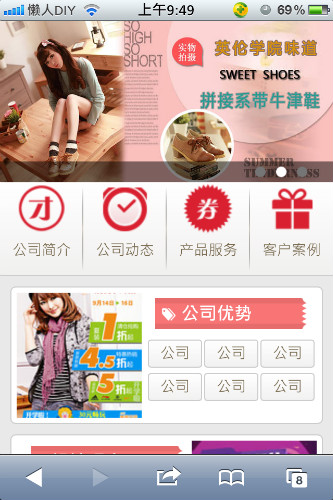 懒人DIY 上午9:49 69%
SO
HIGH
SO
SHORT
实物
拍摄
英伦学院味道
SWEET SHOES
拼接系带牛津鞋
SUMMER
才
券
公司简介 公司动态 产品服务 客户案例
9月14日 16日
1
折起
4.5
折起
5
折起
公司优势
公司 公司 公司
公司 公司 公司
8